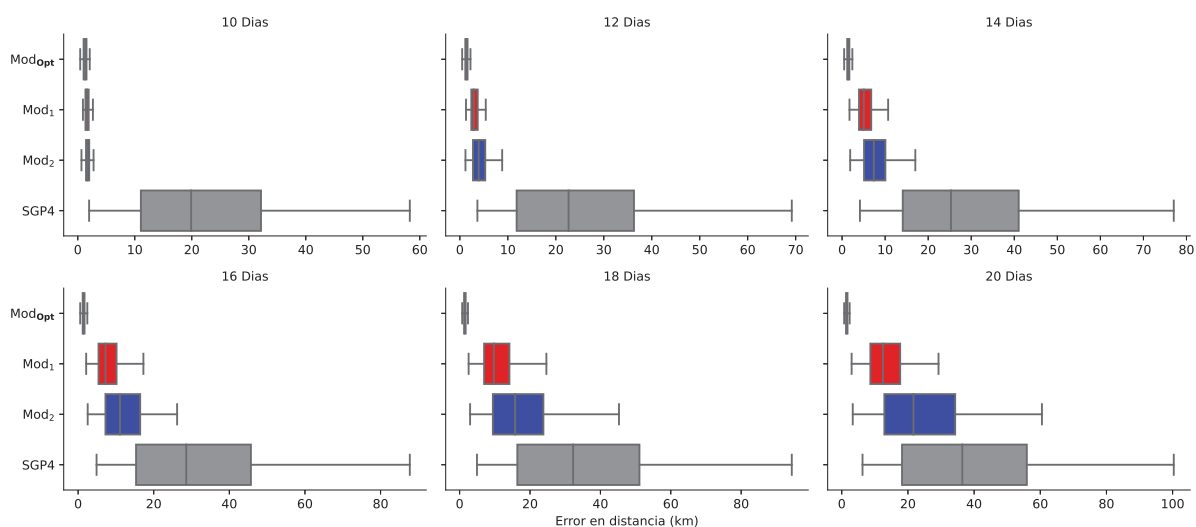 10 Dias 12 Dias 14 Dias
Mod_Opt
Mod_1
Mod_2
SGP4
0 10 20 30 40 50 60
0 10 20 30 40 50 60 70
0 10 20 30 40 50 60 70 80
16 Dias 18 Dias 20 Dias
Mod_Opt
Mod_1
Mod_2
SGP4
0 20 40 60 80
0 20 40 60 80
0 20 40 60 80 100
Error en distancia (km)